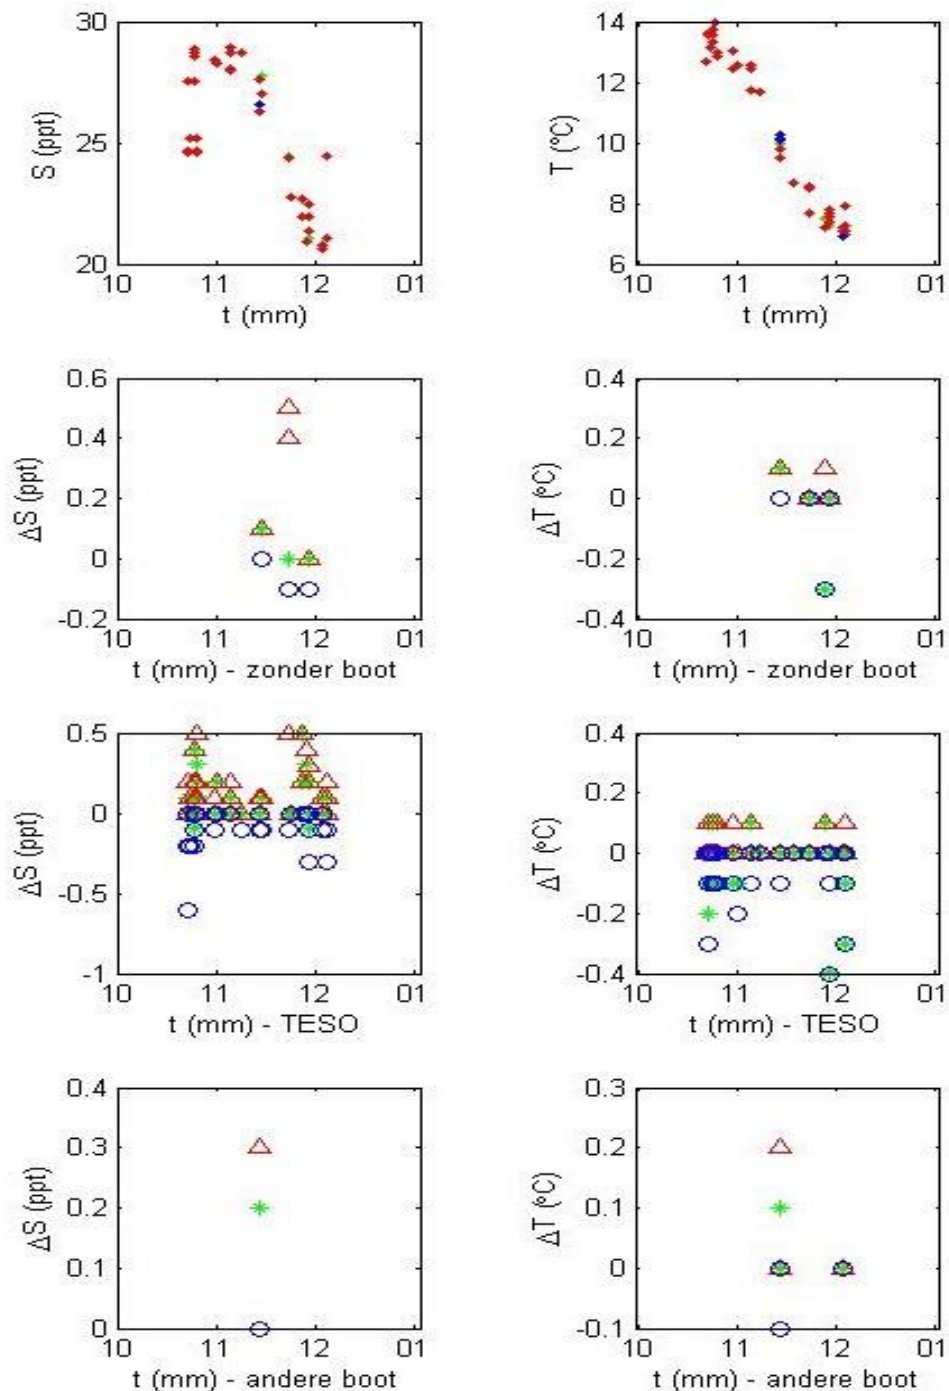 30
25
20
S (ppt)
10 11 12 01
t (mm)
14
12
10
8
6
T (ºC)
10 11 12 01
t (mm)
0.6
0.4
0.2
0
-0.2
ΔS (ppt)
10 11 12 01
t (mm) - zonder boot
0.4
0.2
0
-0.2
-0.4
ΔT (ºC)
10 11 12 01
t (mm) - zonder boot
0.5
0
-0.5
-1
ΔS (ppt)
10 11 12 01
t (mm) - TESO
0.4
0.2
0
-0.2
-0.4
ΔT (ºC)
10 11 12 01
t (mm) - TESO
0.4
0.3
0.2
0.1
0
ΔS (ppt)
10 11 12 01
t (mm) - andere boot
0.3
0.2
0.1
0
-0.1
ΔT (ºC)
10 11 12 01
t (mm) - andere boot